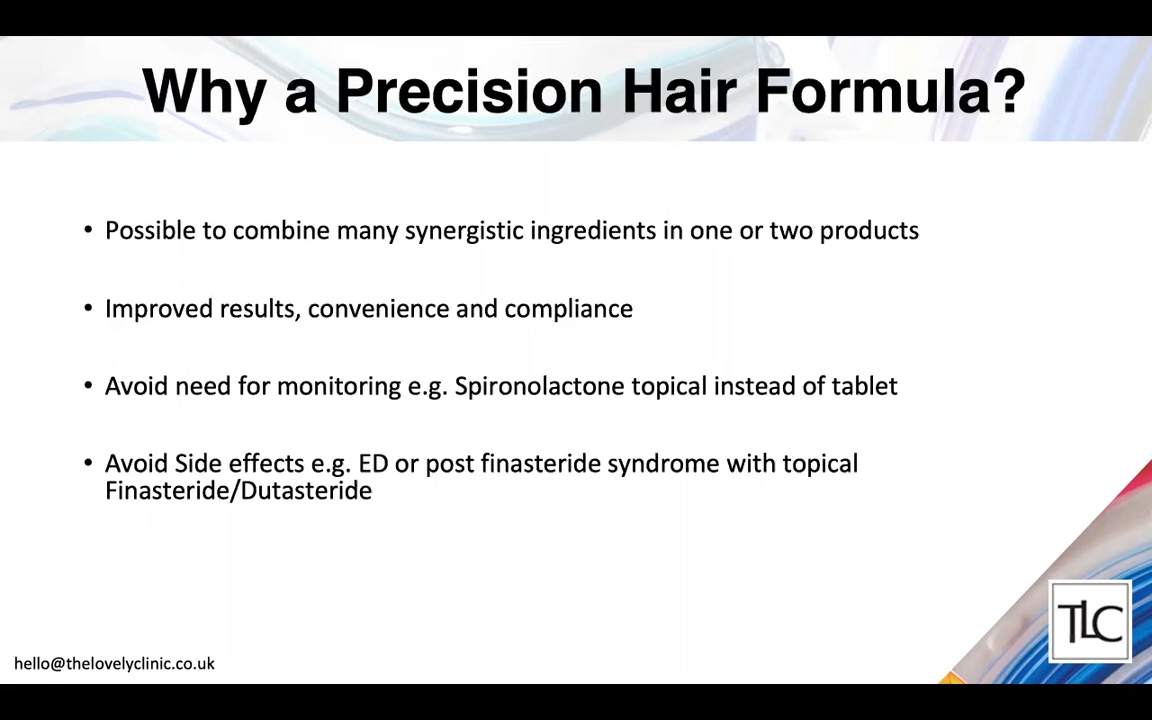 Why a Precision Hair Formula?
• Possible to combine many synergistic ingredients in one or two products
• Improved results, convenience and compliance
• Avoid need for monitoring e.g. Spironolactone topical instead of tablet
• Avoid Side effects e.g. ED or post finasteride syndrome with topical
Finasteride/Dutasteride
TLC
hello@thelovelyclinic.co.uk